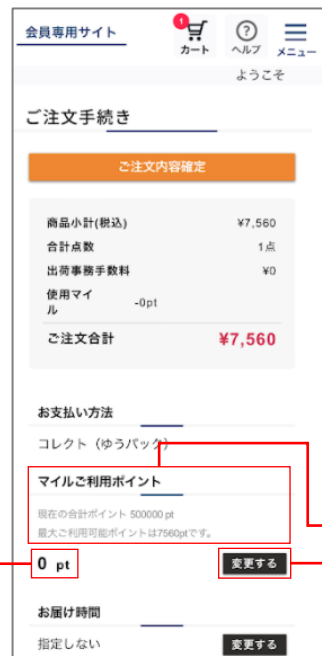 会員専用サイト
1
カート
ヘルプ
メニュー
ようこそ
ご注文手続き
ご注文内容確定
商品小計(税込) ¥7,560
合計点数 1点
出荷事務手数料 ¥0
使用マイ
ル -0pt
ご注文合計 ¥7,560
お支払い方法
コレクト（ゆうパック）
マイルご利用ポイント
現在の合計ポイント 500000 pt
最大ご利用可能ポイントは7560ptです。
0 pt 変更する
お届け時間
指定しない 変更する